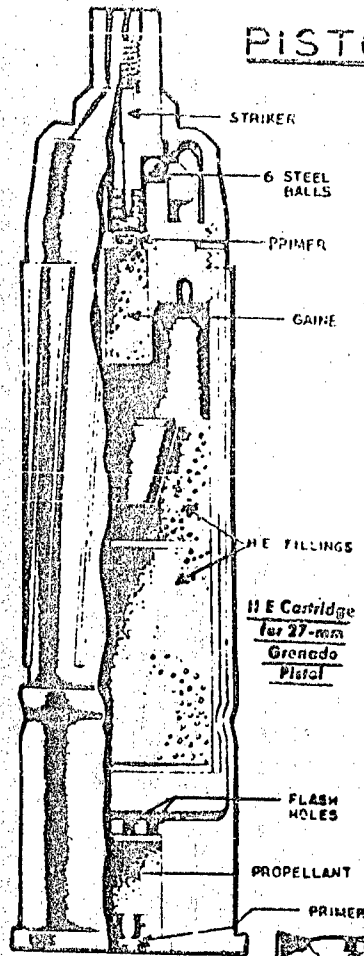 PISTO
STRIKER
6 STEEL
BALLS
PRIMER
GAINE
H E FILLINGS
H E Cartridge
for 27-mm
Grenade
Pistol
FLASH
HOLES
PROPELLANT
PRIMER